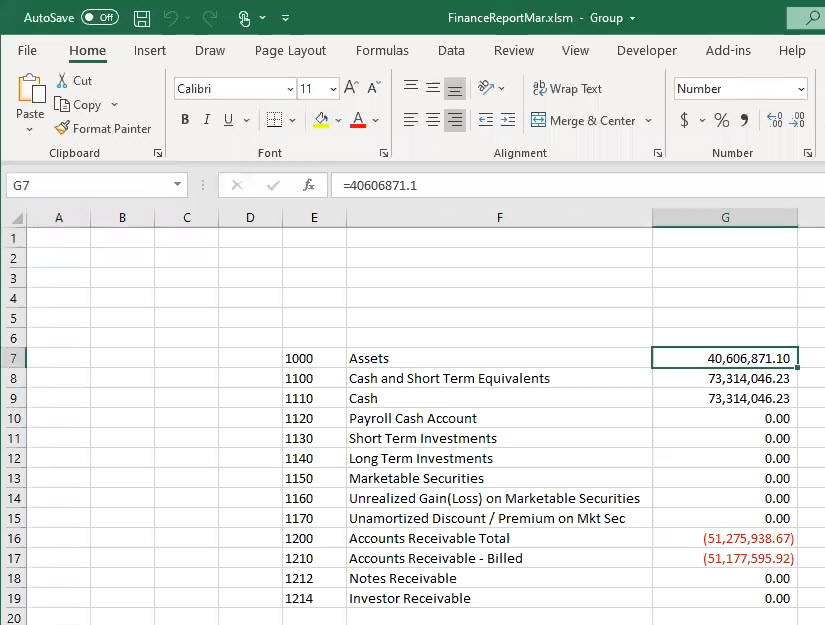 AutoSave Off FinanceReportMar.xlsm - Group
File Home Insert Draw Page Layout Formulas Data Review View Developer Add-ins Help
Paste
Cut
Copy
Format Painter
Clipboard
Calibri 11 A A
B I U A
Font
ab Wrap Text
Merge & Center
Alignment
Number
$ % 9 .00
Number
G7 fx =40606871.1
A B C D E F G
1
2
3
4
5
6
7 1000 Assets 40,606,871.10
8 1100 Cash and Short Term Equivalents 73,314,046.23
9 1110 Cash 73,314,046.23
10 1120 Payroll Cash Account 0.00
11 1130 Short Term Investments 0.00
12 1140 Long Term Investments 0.00
13 1150 Marketable Securities 0.00
14 1160 Unrealized Gain(Loss) on Marketable Securities 0.00
15 1170 Unamortized Discount / Premium on Mkt Sec 0.00
16 1200 Accounts Receivable Total (51,275,938.67)
17 1210 Accounts Receivable - Billed (51,177,595.92)
18 1212 Notes Receivable 0.00
19 1214 Investor Receivable 0.00
20